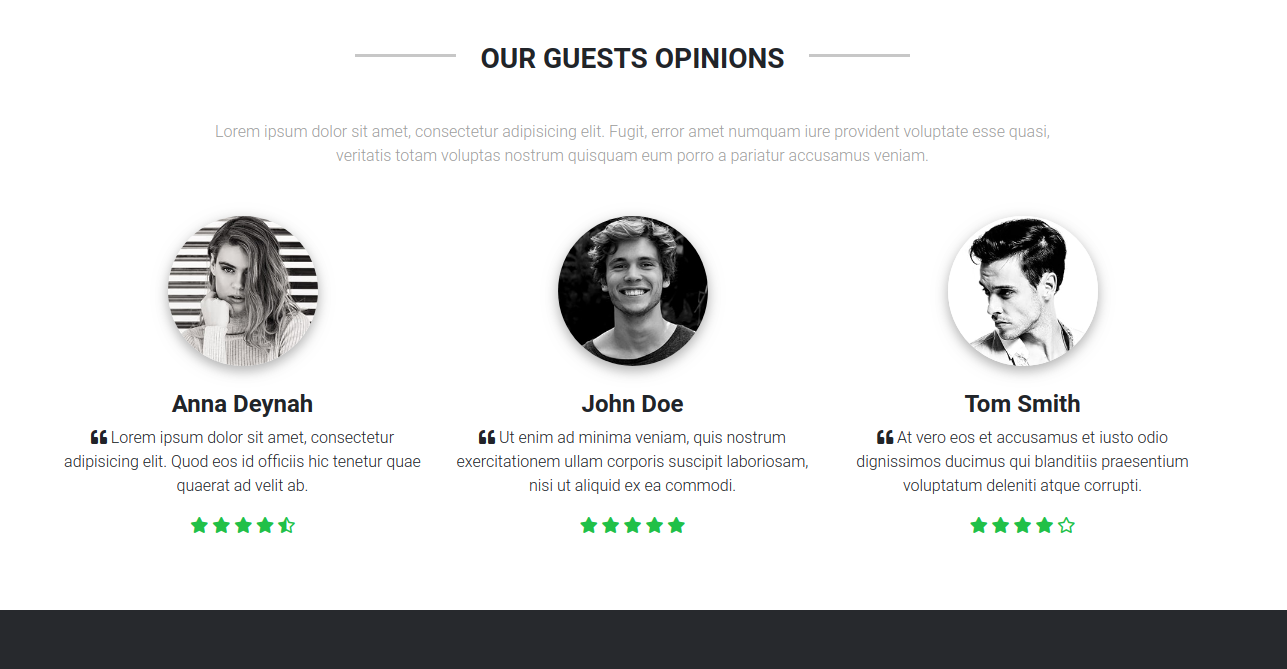 OUR GUESTS OPINIONS
Lorem ipsum dolor sit amet, consectetur adipisicing elit. Fugit, error amet numquam iure provident voluptate esse quasi,
veritatis totam voluptas nostrum quisquam eum porro a pariatur accusamus veniam.
Anna Deynah
“ Lorem ipsum dolor sit amet, consectetur
adipisicing elit. Quod eos id officiis hic tenetur quae
quaerat ad velit ab.
John Doe
“ Ut enim ad minima veniam, quis nostrum
exercitationem ullam corporis suscipit laboriosam,
nisi ut aliquid ex ea commodi.
Tom Smith
“ At vero eos et accusamus et iusto odio
dignissimos ducimus qui blanditiis praesentium
voluptatum deleniti atque corrupti.